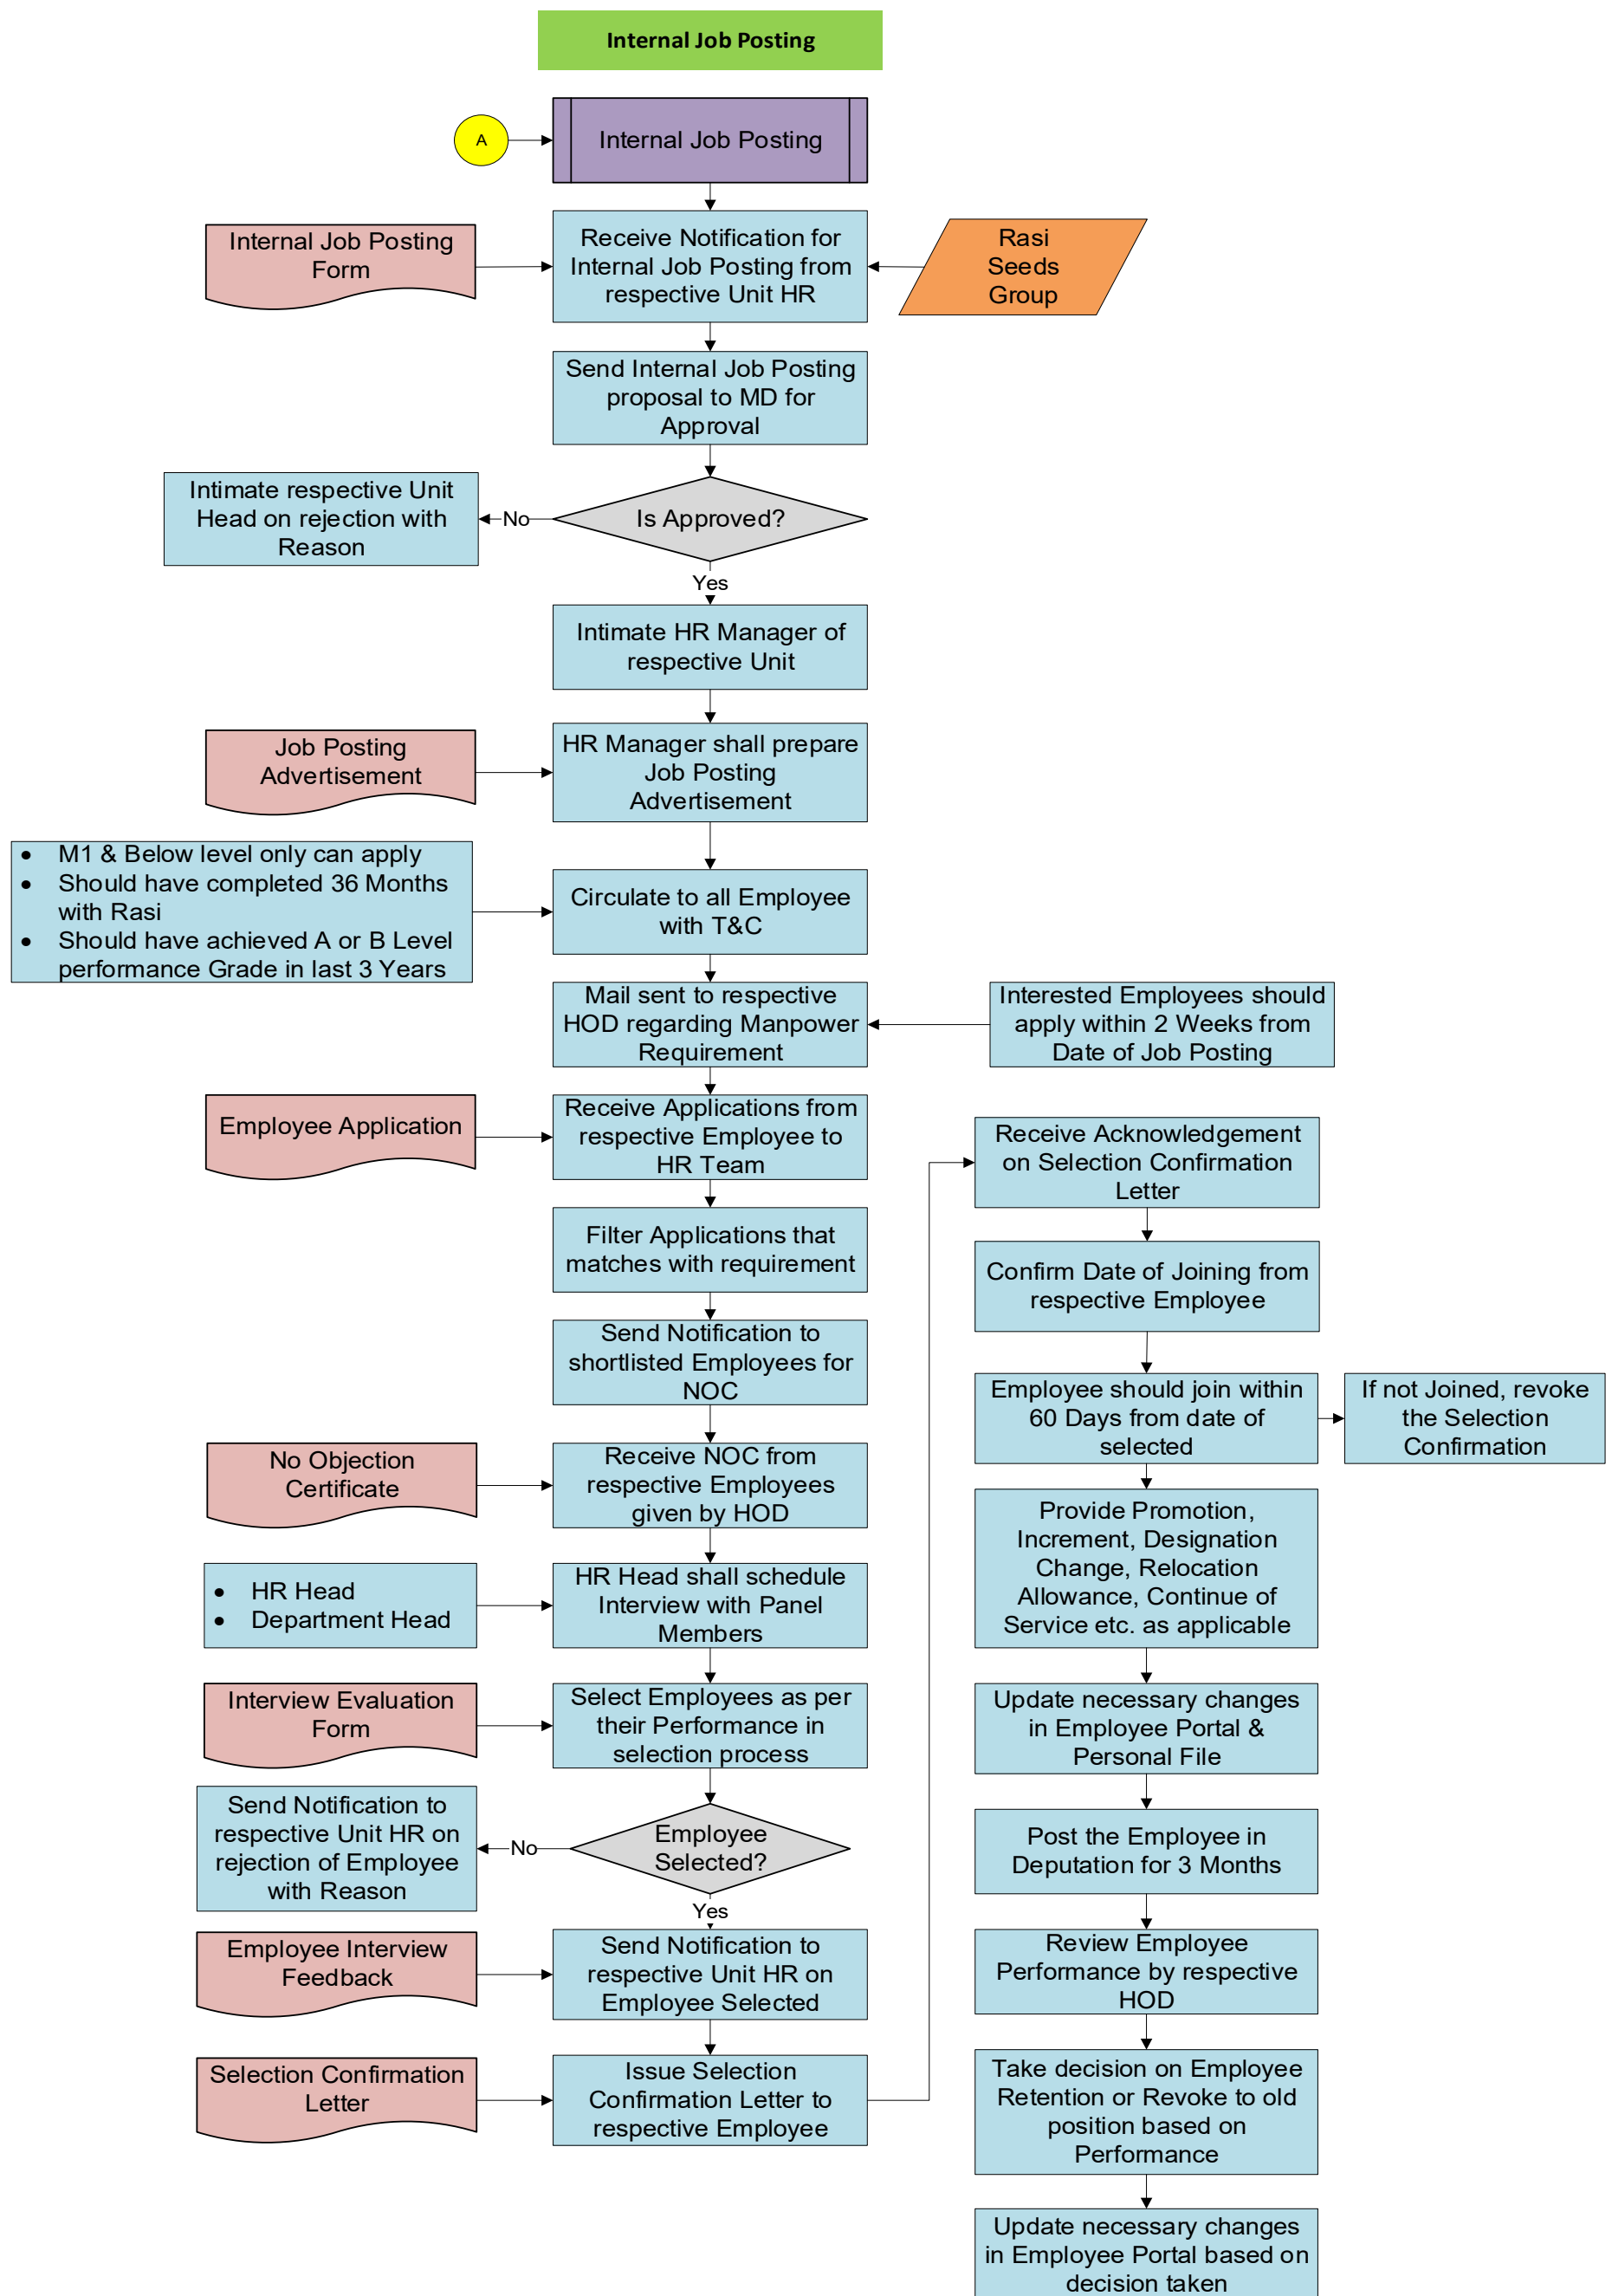 Internal Job Posting
A
Internal Job Posting
Internal Job Posting
Form
Receive Notification for
Internal Job Posting from
respective Unit HR
Rasi
Seeds
Group
Send Internal Job Posting
proposal to MD for
Approval
Intimate respective Unit
Head on rejection with
Reason
No
Is Approved?
Yes
Intimate HR Manager of
respective Unit
Job Posting
Advertisement
HR Manager shall prepare
Job Posting
Advertisement
• M1 & Below level only can apply
• Should have completed 36 Months
with Rasi
• Should have achieved A or B Level
performance Grade in last 3 Years
Circulate to all Employee
with T&C
Mail sent to respective
HOD regarding Manpower
Requirement
Interested Employees should
apply within 2 Weeks from
Date of Job Posting
Employee Application
Receive Applications from
respective Employee to
HR Team
Filter Applications that
matches with requirement
Send Notification to
shortlisted Employees for
NOC
No Objection
Certificate
Receive NOC from
respective Employees
given by HOD
• HR Head
• Department Head
HR Head shall schedule
Interview with Panel
Members
Interview Evaluation
Form
Select Employees as per
their Performance in
selection process
Send Notification to
respective Unit HR on
rejection of Employee
with Reason
No
Employee
Selected?
Yes
Employee Interview
Feedback
Send Notification to
respective Unit HR on
Employee Selected
Selection Confirmation
Letter
Issue Selection
Confirmation Letter to
respective Employee
Receive Acknowledgement
on Selection Confirmation
Letter
Confirm Date of Joining from
respective Employee
Employee should join within
60 Days from date of
selected
If not Joined, revoke
the Selection
Confirmation
Provide Promotion,
Increment, Designation
Change, Relocation
Allowance, Continue of
Service etc. as applicable
Update necessary changes
in Employee Portal &
Personal File
Post the Employee in
Deputation for 3 Months
Review Employee
Performance by respective
HOD
Take decision on Employee
Retention or Revoke to old
position based on
Performance
Update necessary changes
in Employee Portal based on
decision taken